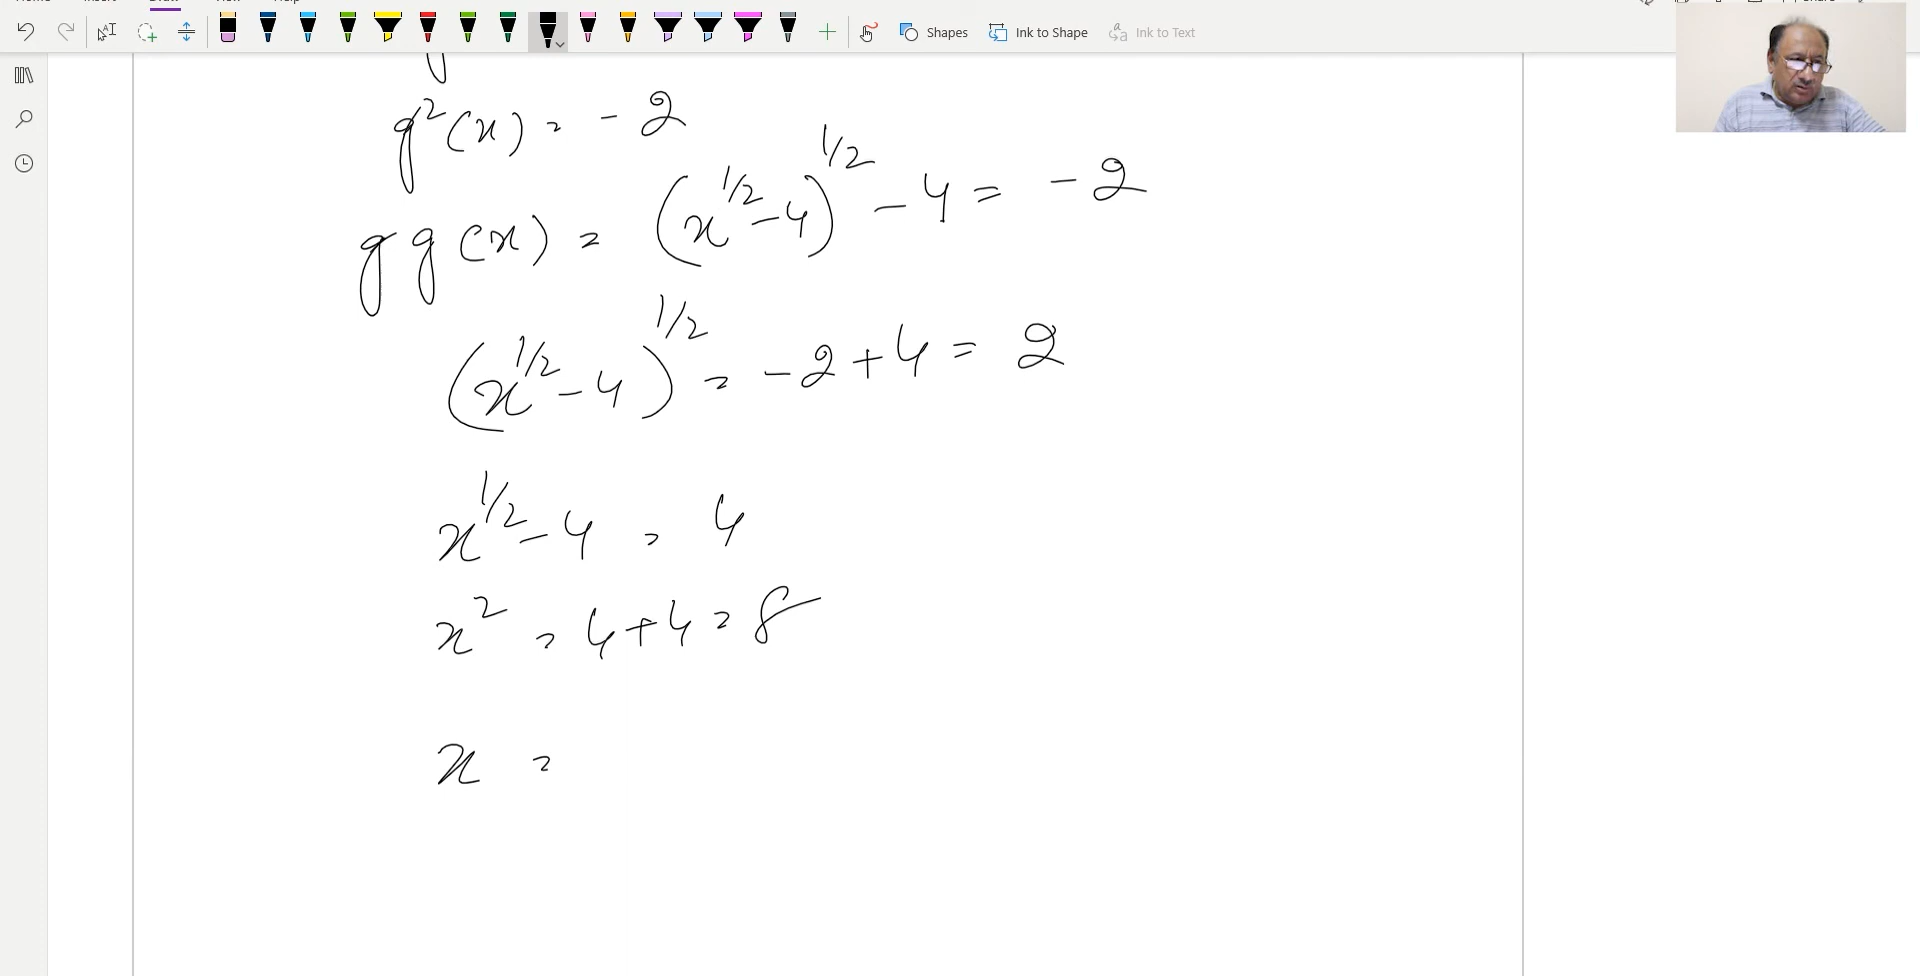 Shapes Ink to Shape Ink to Text
g²(x) = -2
gg(x) = (x^1/2 - 4)^1/2 - 4 = -2
(x^1/2 - 4)^1/2 = -2 + 4 = 2
x^1/2 - 4 = 4
x² = 4 + 4 = 8
x =